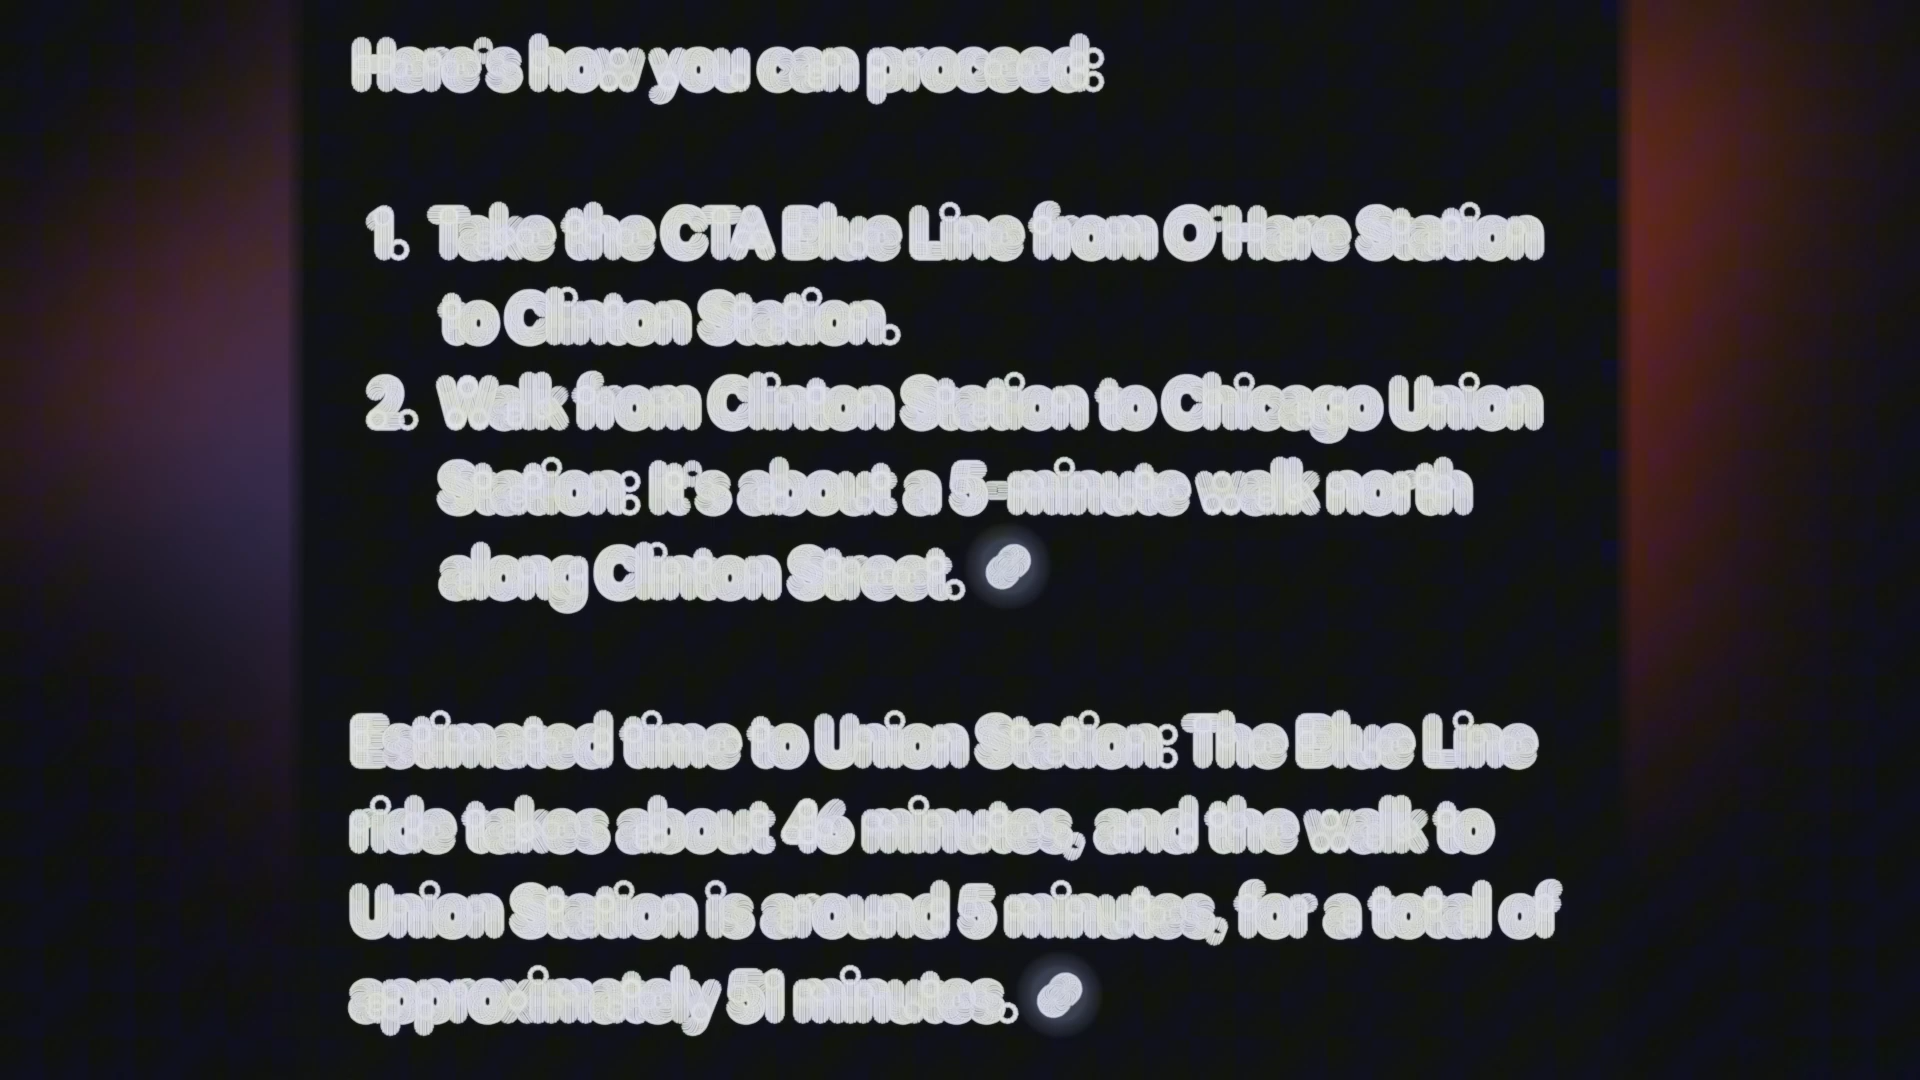 Here's how you can proceed:
1. Take the CTA Blue Line from O'Hare Station
to Clinton Station.
2. Walk from Clinton Station to Chicago Union
Station: It's about a 5-minute walk north
along Clinton Street.
Estimated time to Union Station: The Blue Line
ride takes about 46 minutes, and the walk to
Union Station is around 5 minutes, for a total of
approximately 51 minutes.